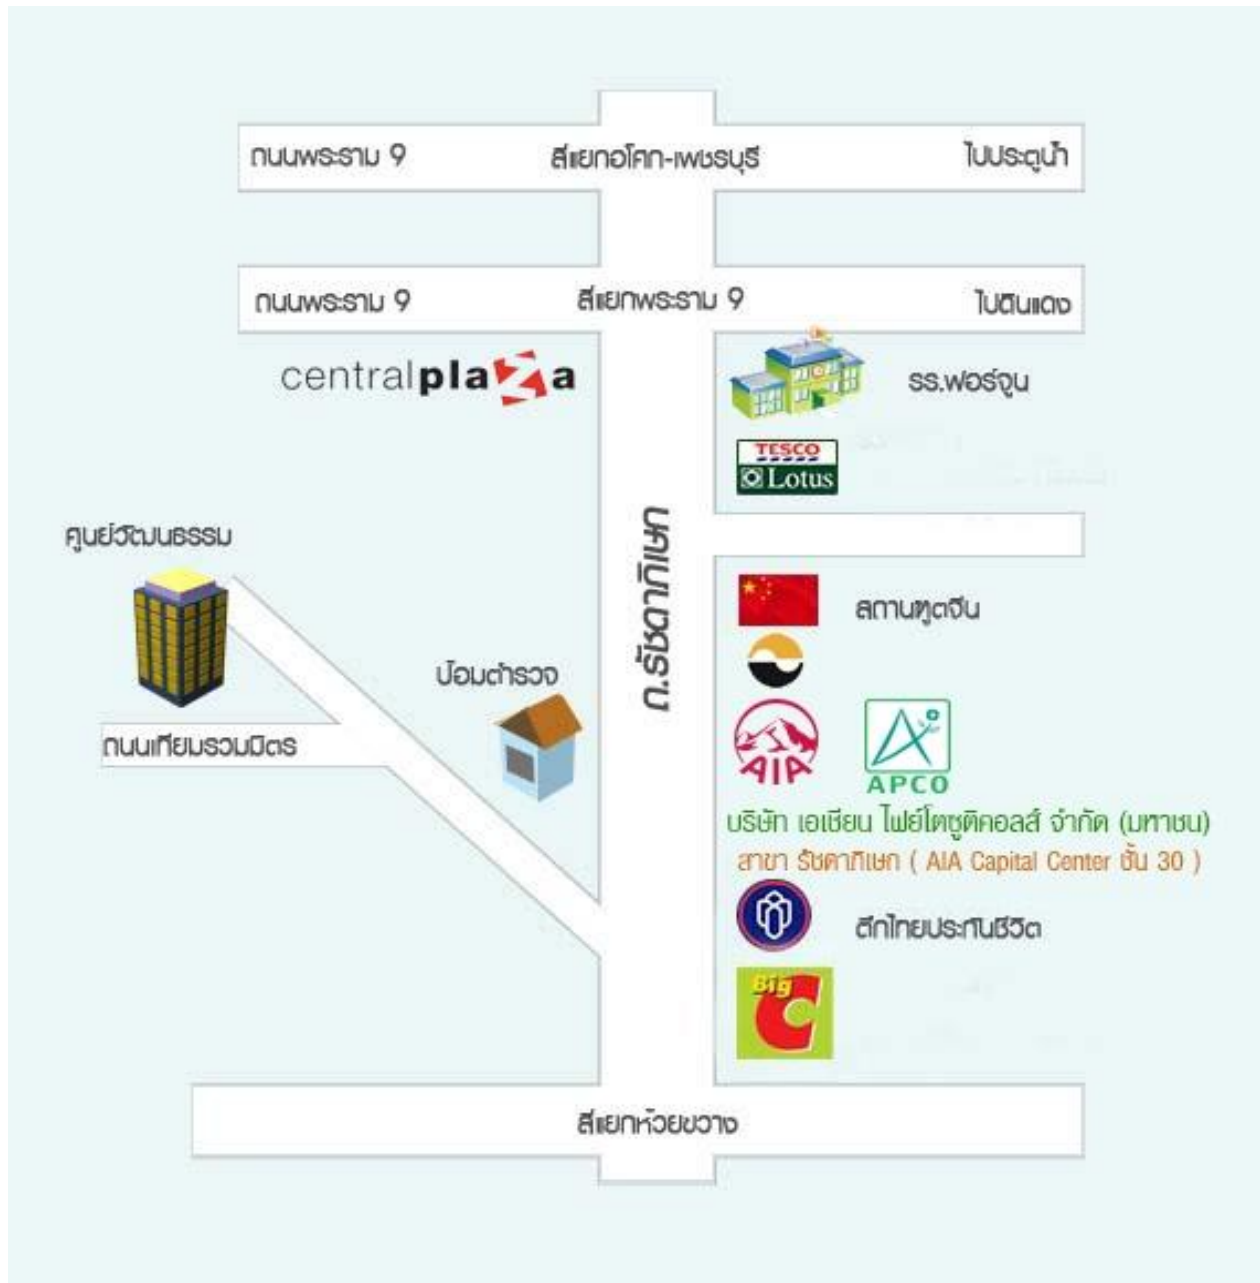 ถนนพระราม 9
สี่แยกอโศก-เพชรบุรี
ไปประตูน้ำ
ถนนพระราม 9
สี่แยกพระราม 9
ไปดินแดง
centralplaza
รร.ฟอร์จูน
TESCO
Lotus
ถ.รัชดาภิเษก
ศูนย์วัฒนธรรม
สถานฑูตจีน
ป้อมตำรวจ
ถนนเทียมรวมมิตร
AIA
APCO
บริษัท เอเชียน ไฟย์โตซูติคอลส์ จำกัด (มหาชน)
สาขา รัชดาภิเษก ( AIA Capital Center ชั้น 30 )
ตึกไทยประกันชีวิต
Big C
สี่แยกห้วยขวาง